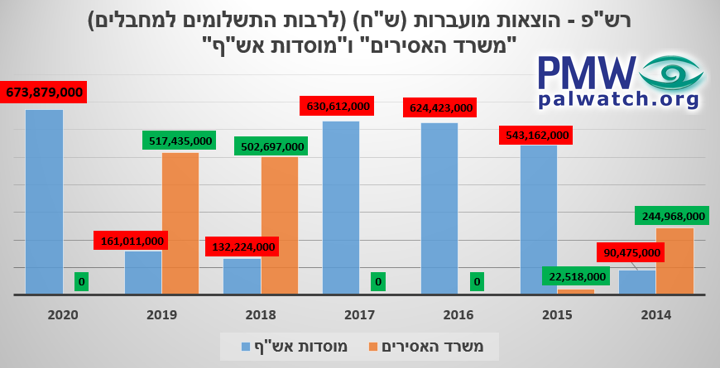 רש"פ - הוצאות מועברות (ש"ח) (לרבות התשלומים למחבלים)
"משרד האסירים" ו"מוסדות אש"ף"
PMW
palwatch.org
673,879,000
0
161,011,000
517,435,000
132,224,000
502,697,000
630,612,000
0
624,423,000
0
543,162,000
22,518,000
90,475,000
244,968,000
2020 2019 2018 2017 2016 2015 2014
מוסדות אש"ף משרד האסירים